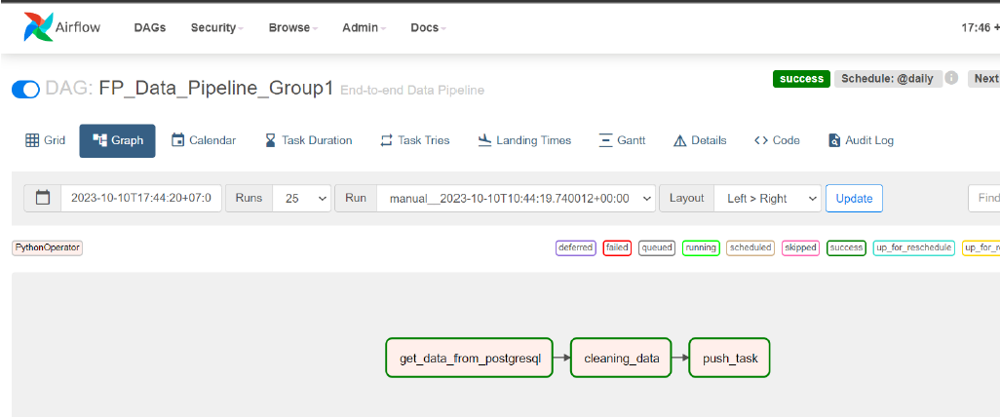 Airflow DAGs Security Browse Admin Docs 17:46 +
DAG: FP_Data_Pipeline_Group1 End-to-end Data Pipeline success Schedule: @daily Next
Grid Graph Calendar Task Duration Task Tries Landing Times Gantt Details Code Audit Log
2023-10-10T17:44:20+07:0 Runs 25 Run manual__2023-10-10T10:44:19.740012+00:00 Layout Left > Right Update Find
PythonOperator deferred failed queued running scheduled skipped success up_for_reschedule up_for_re
get_data_from_postgresql cleaning_data push_task